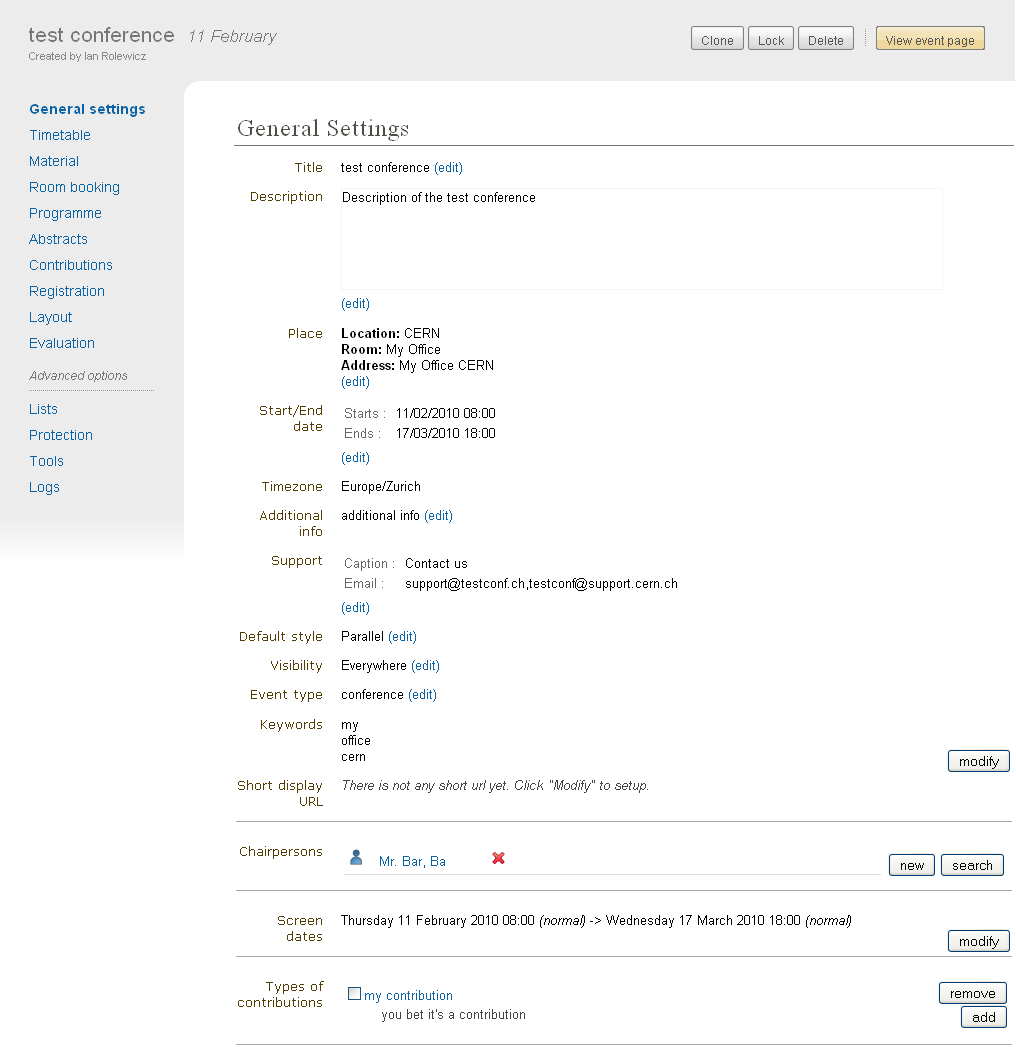 test conference 11 February
Created by Ian Rolewicz
Clone Lock Delete View event page
General settings
Timetable
Material
Room booking
Programme
Abstracts
Contributions
Registration
Layout
Evaluation
Advanced options
Lists
Protection
Tools
Logs
General Settings
Title test conference (edit)
Description Description of the test conference
(edit)
Place Location: CERN
Room: My Office
Address: My Office CERN
(edit)
Start/End
date
Starts : 11/02/2010 08:00
Ends : 17/03/2010 18:00
(edit)
Timezone Europe/Zurich
Additional
info
additional info (edit)
Support Caption : Contact us
Email : support@testconf.ch,testconf@support.cern.ch
(edit)
Default style Parallel (edit)
Visibility Everywhere (edit)
Event type conference (edit)
Keywords my
office
cern
modify
Short display
URL
There is not any short url yet. Click "Modify" to setup.
Chairpersons Mr. Bar, Ba new search
Screen
dates
Thursday 11 February 2010 08:00 (normal) -> Wednesday 17 March 2010 18:00 (normal)
modify
Types of
contributions
my contribution
you bet it's a contribution
remove
add